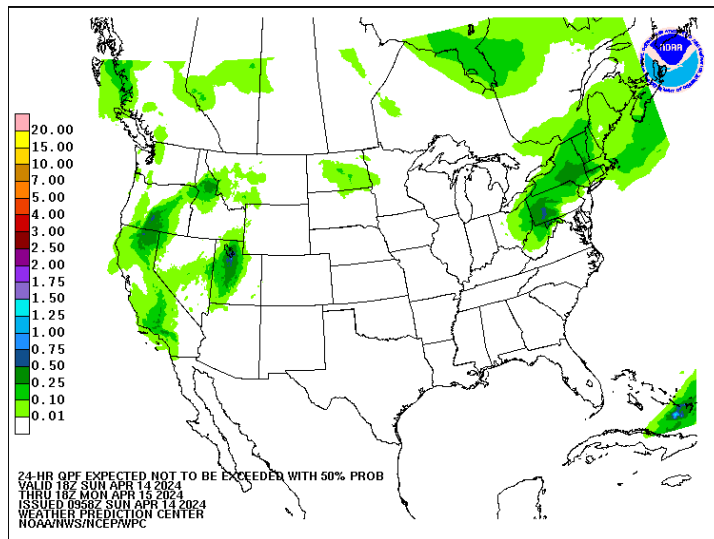 NOAA
20.00
15.00
10.00
7.00
5.00
4.00
3.00
2.50
2.00
1.75
1.50
1.25
1.00
0.75
0.50
0.25
0.10
0.01
24-HR QPF EXPECTED NOT TO BE EXCEEDED WITH 50% PROB
VALID 18Z SUN APR 14 2024
THRU 18Z MON APR 15 2024
ISSUED 0958Z SUN APR 14 2024
WEATHER PREDICTION CENTER
NOAA/NWS/NCEP/WPC